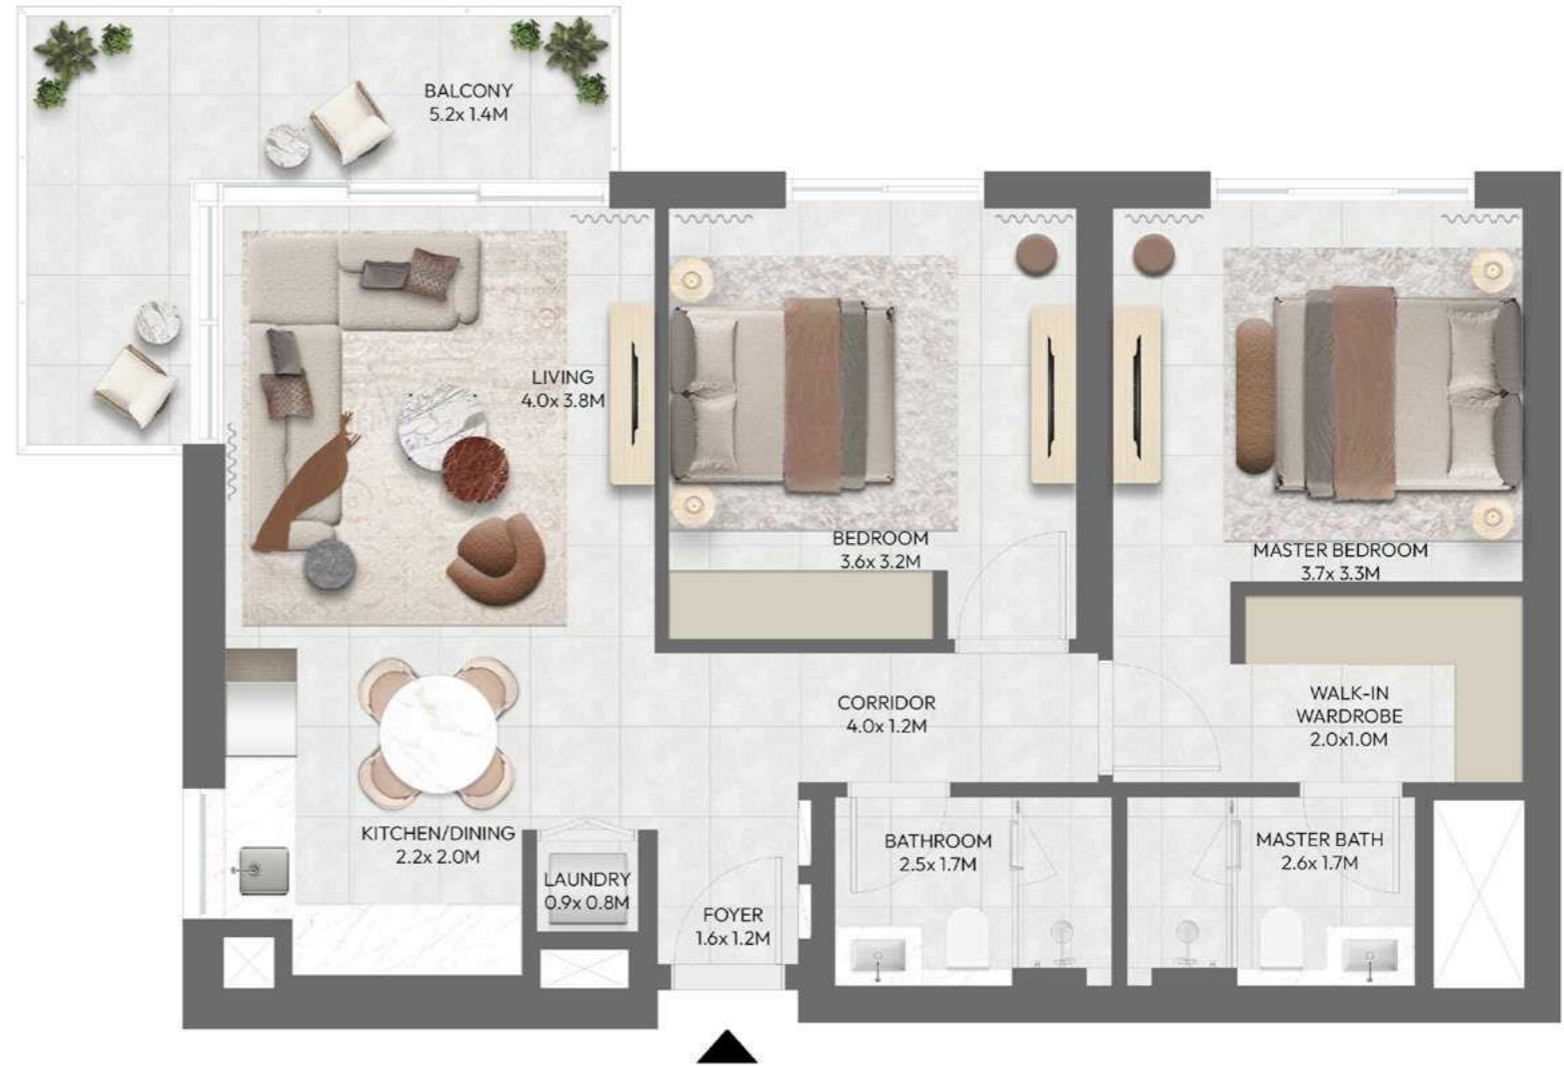 BALCONY
5.2x 1.4M
LIVING
4.0x 3.8M
BEDROOM
3.6x 3.2M
MASTER BEDROOM
3.7x 3.3M
CORRIDOR
4.0x 1.2M
WALK-IN
WARDROBE
2.0x1.0M
KITCHEN/DINING
2.2x 2.0M
LAUNDRY
0.9x 0.8M
FOYER
1.6x 1.2M
BATHROOM
2.5x 1.7M
MASTER BATH
2.6x 1.7M